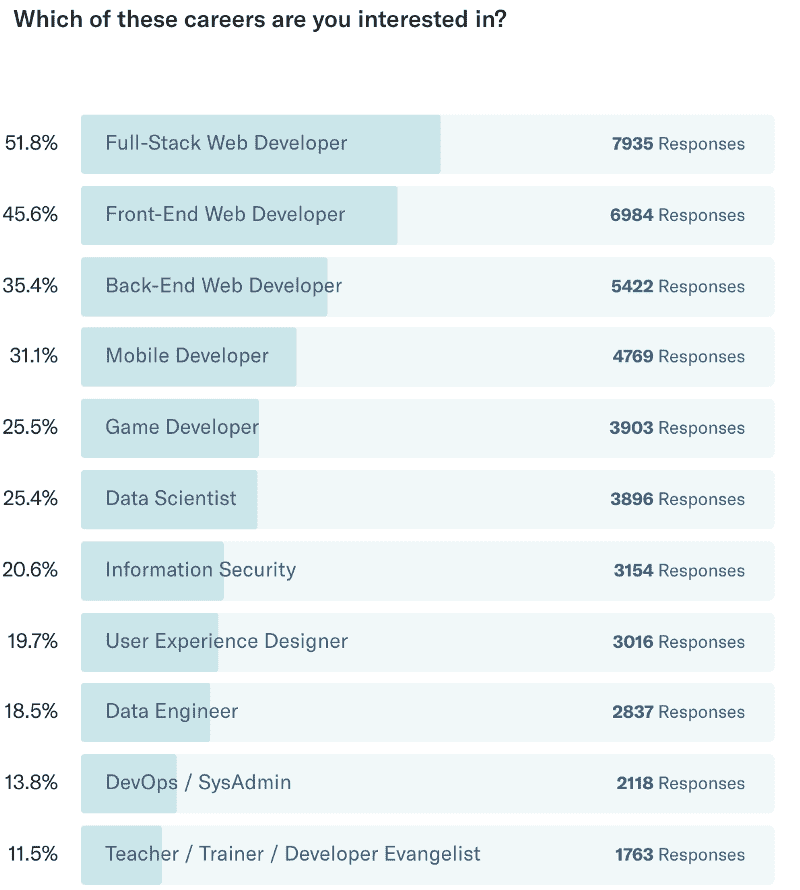 Which of these careers are you interested in?
51.8% Full-Stack Web Developer 7935 Responses
45.6% Front-End Web Developer 6984 Responses
35.4% Back-End Web Developer 5422 Responses
31.1% Mobile Developer 4769 Responses
25.5% Game Developer 3903 Responses
25.4% Data Scientist 3896 Responses
20.6% Information Security 3154 Responses
19.7% User Experience Designer 3016 Responses
18.5% Data Engineer 2837 Responses
13.8% DevOps / SysAdmin 2118 Responses
11.5% Teacher / Trainer / Developer Evangelist 1763 Responses